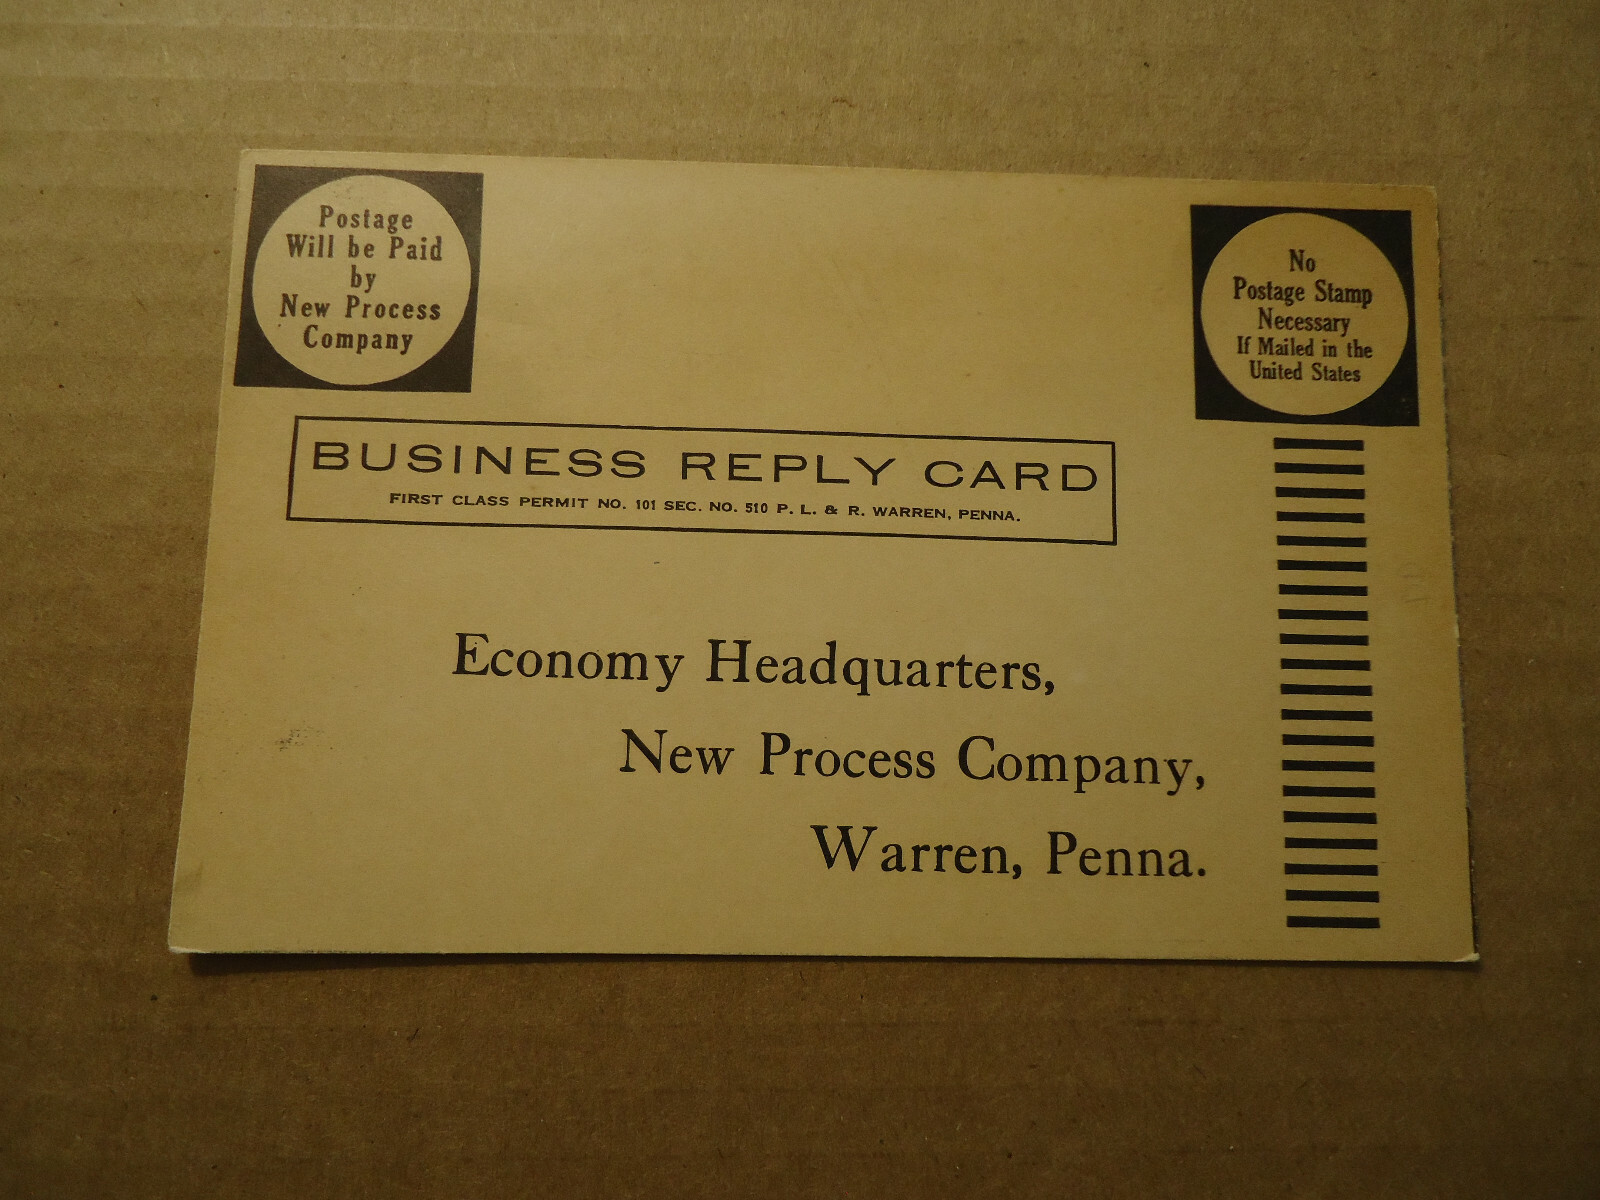 Postage
Will be Paid
by
New Process
Company
No
Postage Stamp
Necessary
If Mailed in the
United States
BUSINESS REPLY CARD
FIRST CLASS PERMIT NO. 101 SEC. NO. 510 P. L. & R. WARREN, PENNA.
Economy Headquarters,
New Process Company,
Warren, Penna.